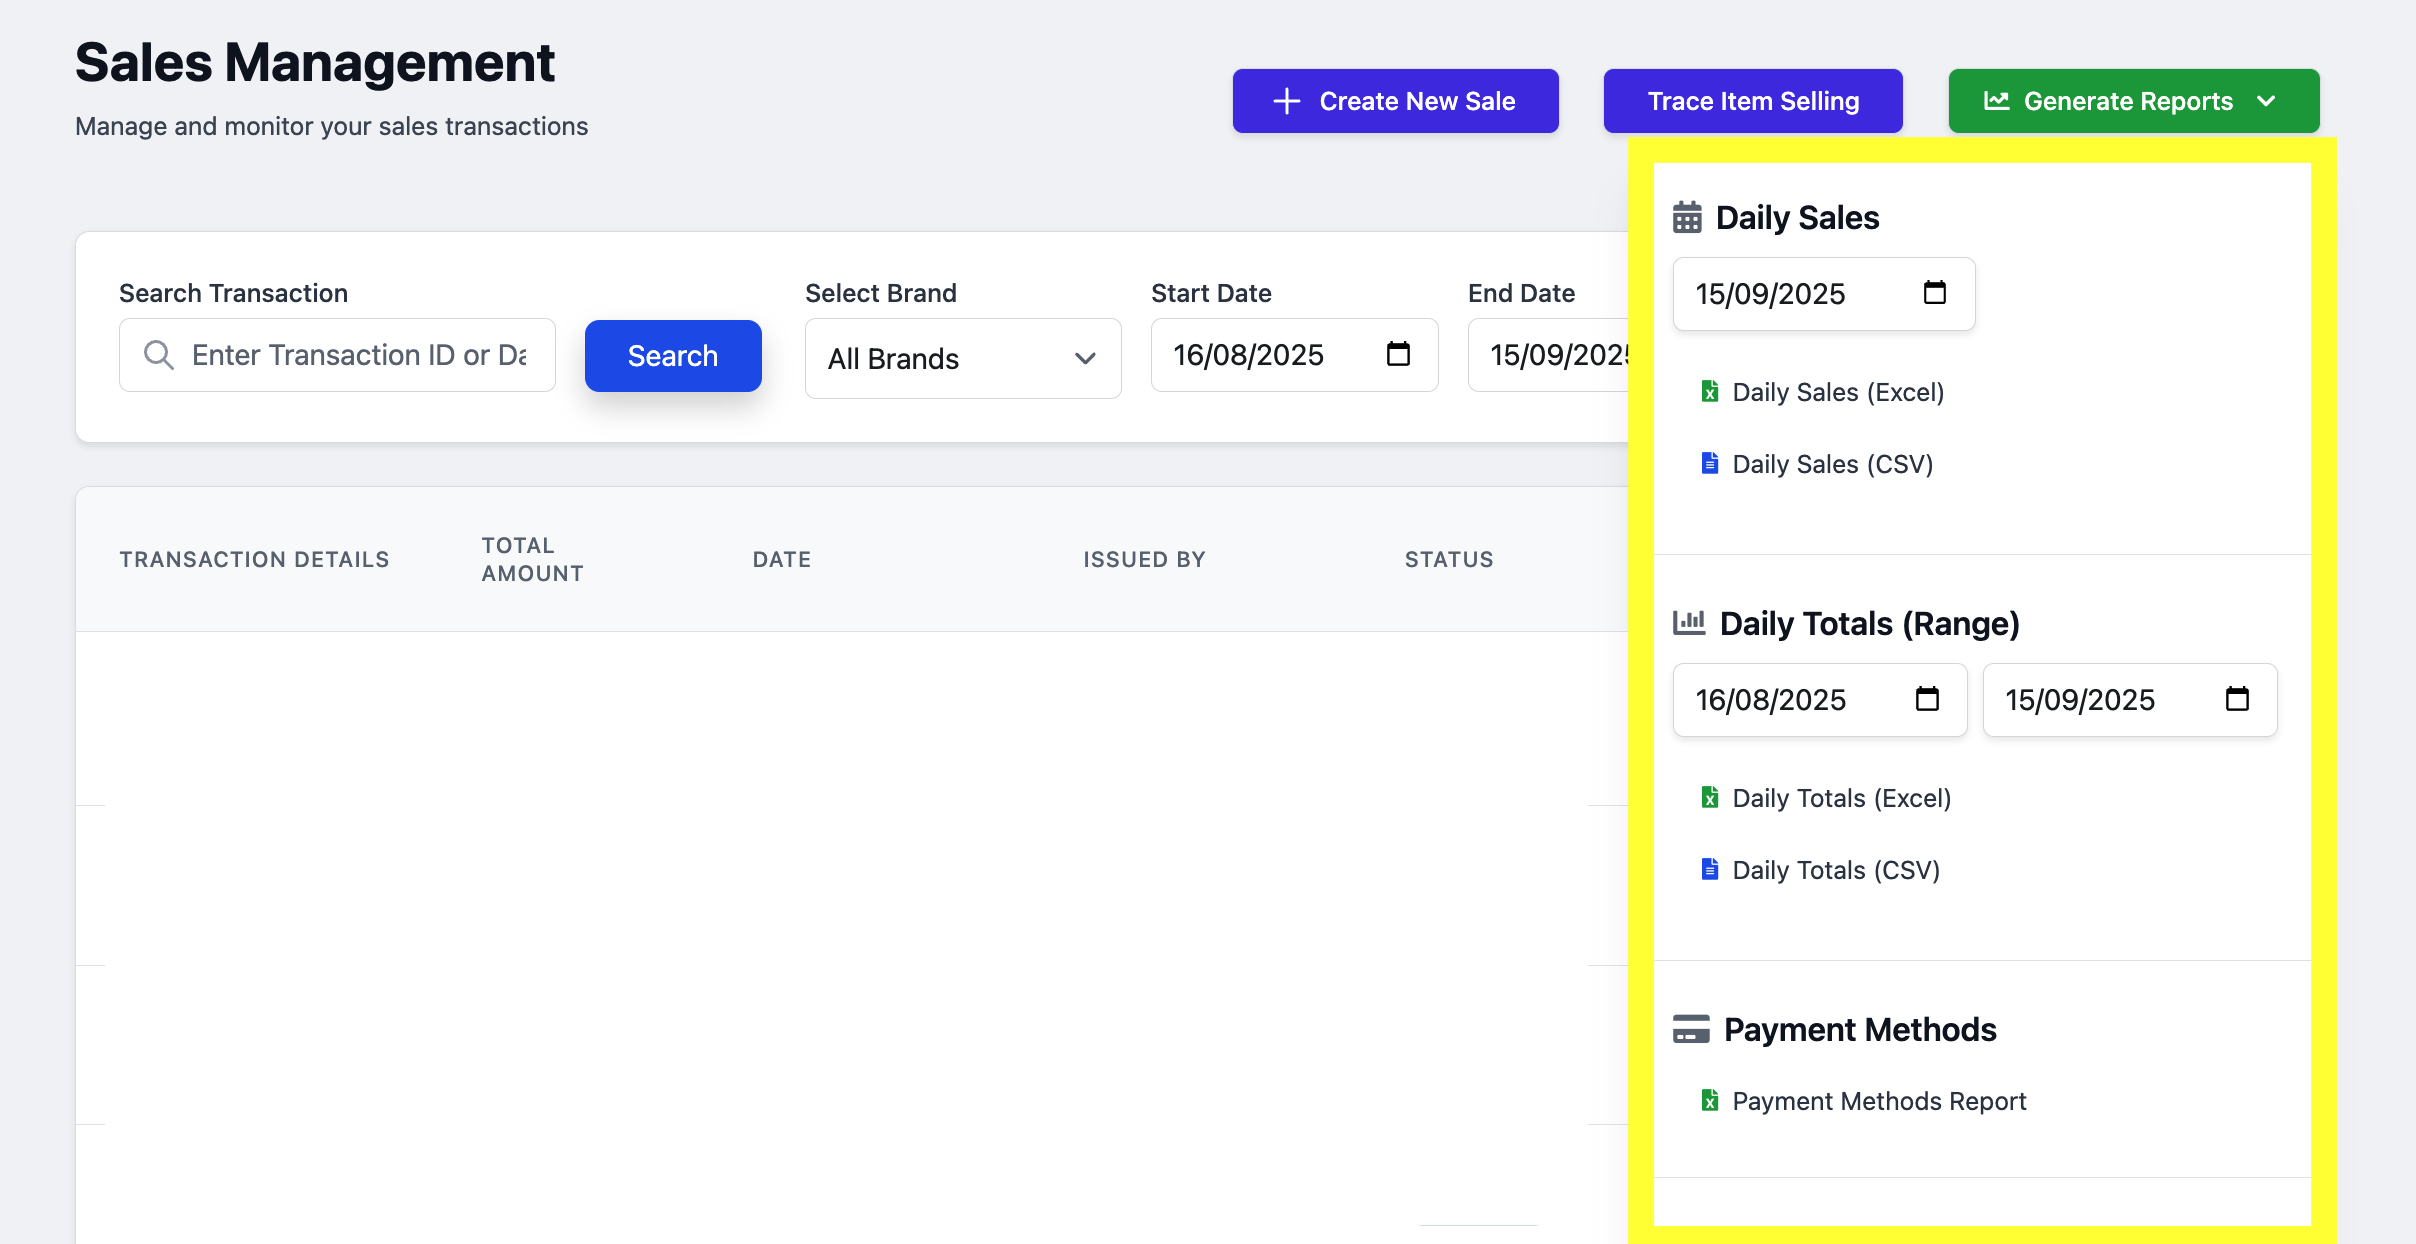 Sales Management
Manage and monitor your sales transactions
Create New Sale
Trace Item Selling
Generate Reports
Search Transaction
Enter Transaction ID or
Search
Select Brand
All Brands
Start Date
16/08/2025
End Date
15/09/2025
TRANSACTION DETAILS
TOTAL
AMOUNT
DATE
ISSUED BY
STATUS
Daily Sales
15/09/2025
Daily Sales (Excel)
Daily Sales (CSV)
Daily Totals (Range)
16/08/2025
15/09/2025
Daily Totals (Excel)
Daily Totals (CSV)
Payment Methods
Payment Methods Report